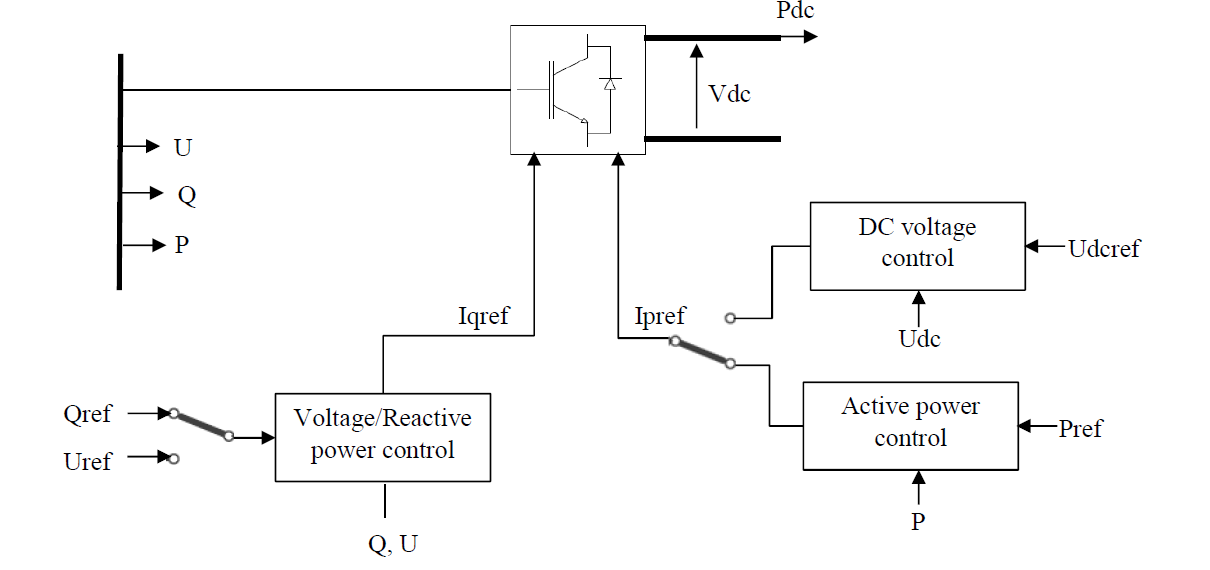 Pdc
Vdc
U
Q
P
DC voltage
control
Udcref
Udc
Iqref
Ipref
Active power
control
Pref
P
Qref
Uref
Voltage/Reactive
power control
Q, U